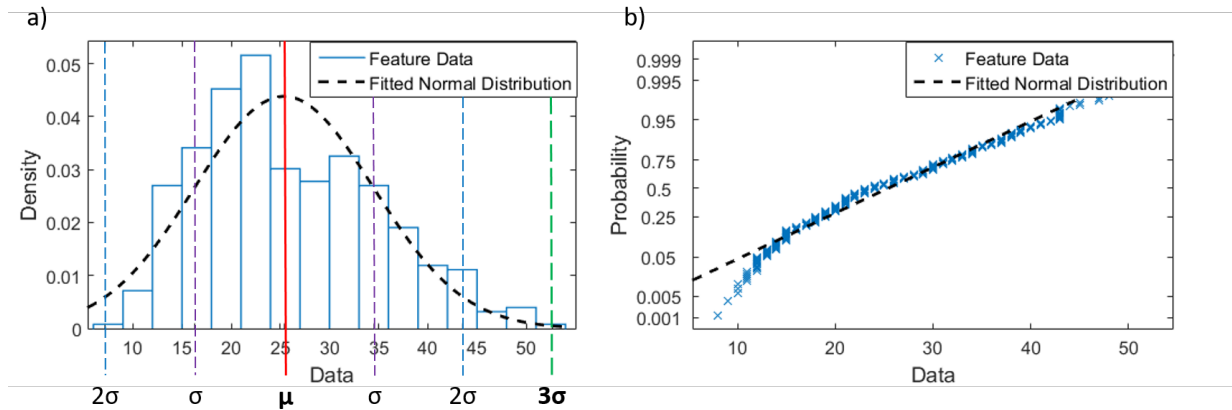 a)
Feature Data
Fitted Normal Distribution
Density
0.05
0.04
0.03
0.02
0.01
0
10
15
20
25
30
35
40
45
50
Data
2σ
σ
μ
σ
2σ
3σ
b)
Feature Data
Fitted Normal Distribution
Probability
0.999
0.995
0.95
0.75
0.5
0.25
0.05
0.005
0.001
10
20
30
40
50
Data